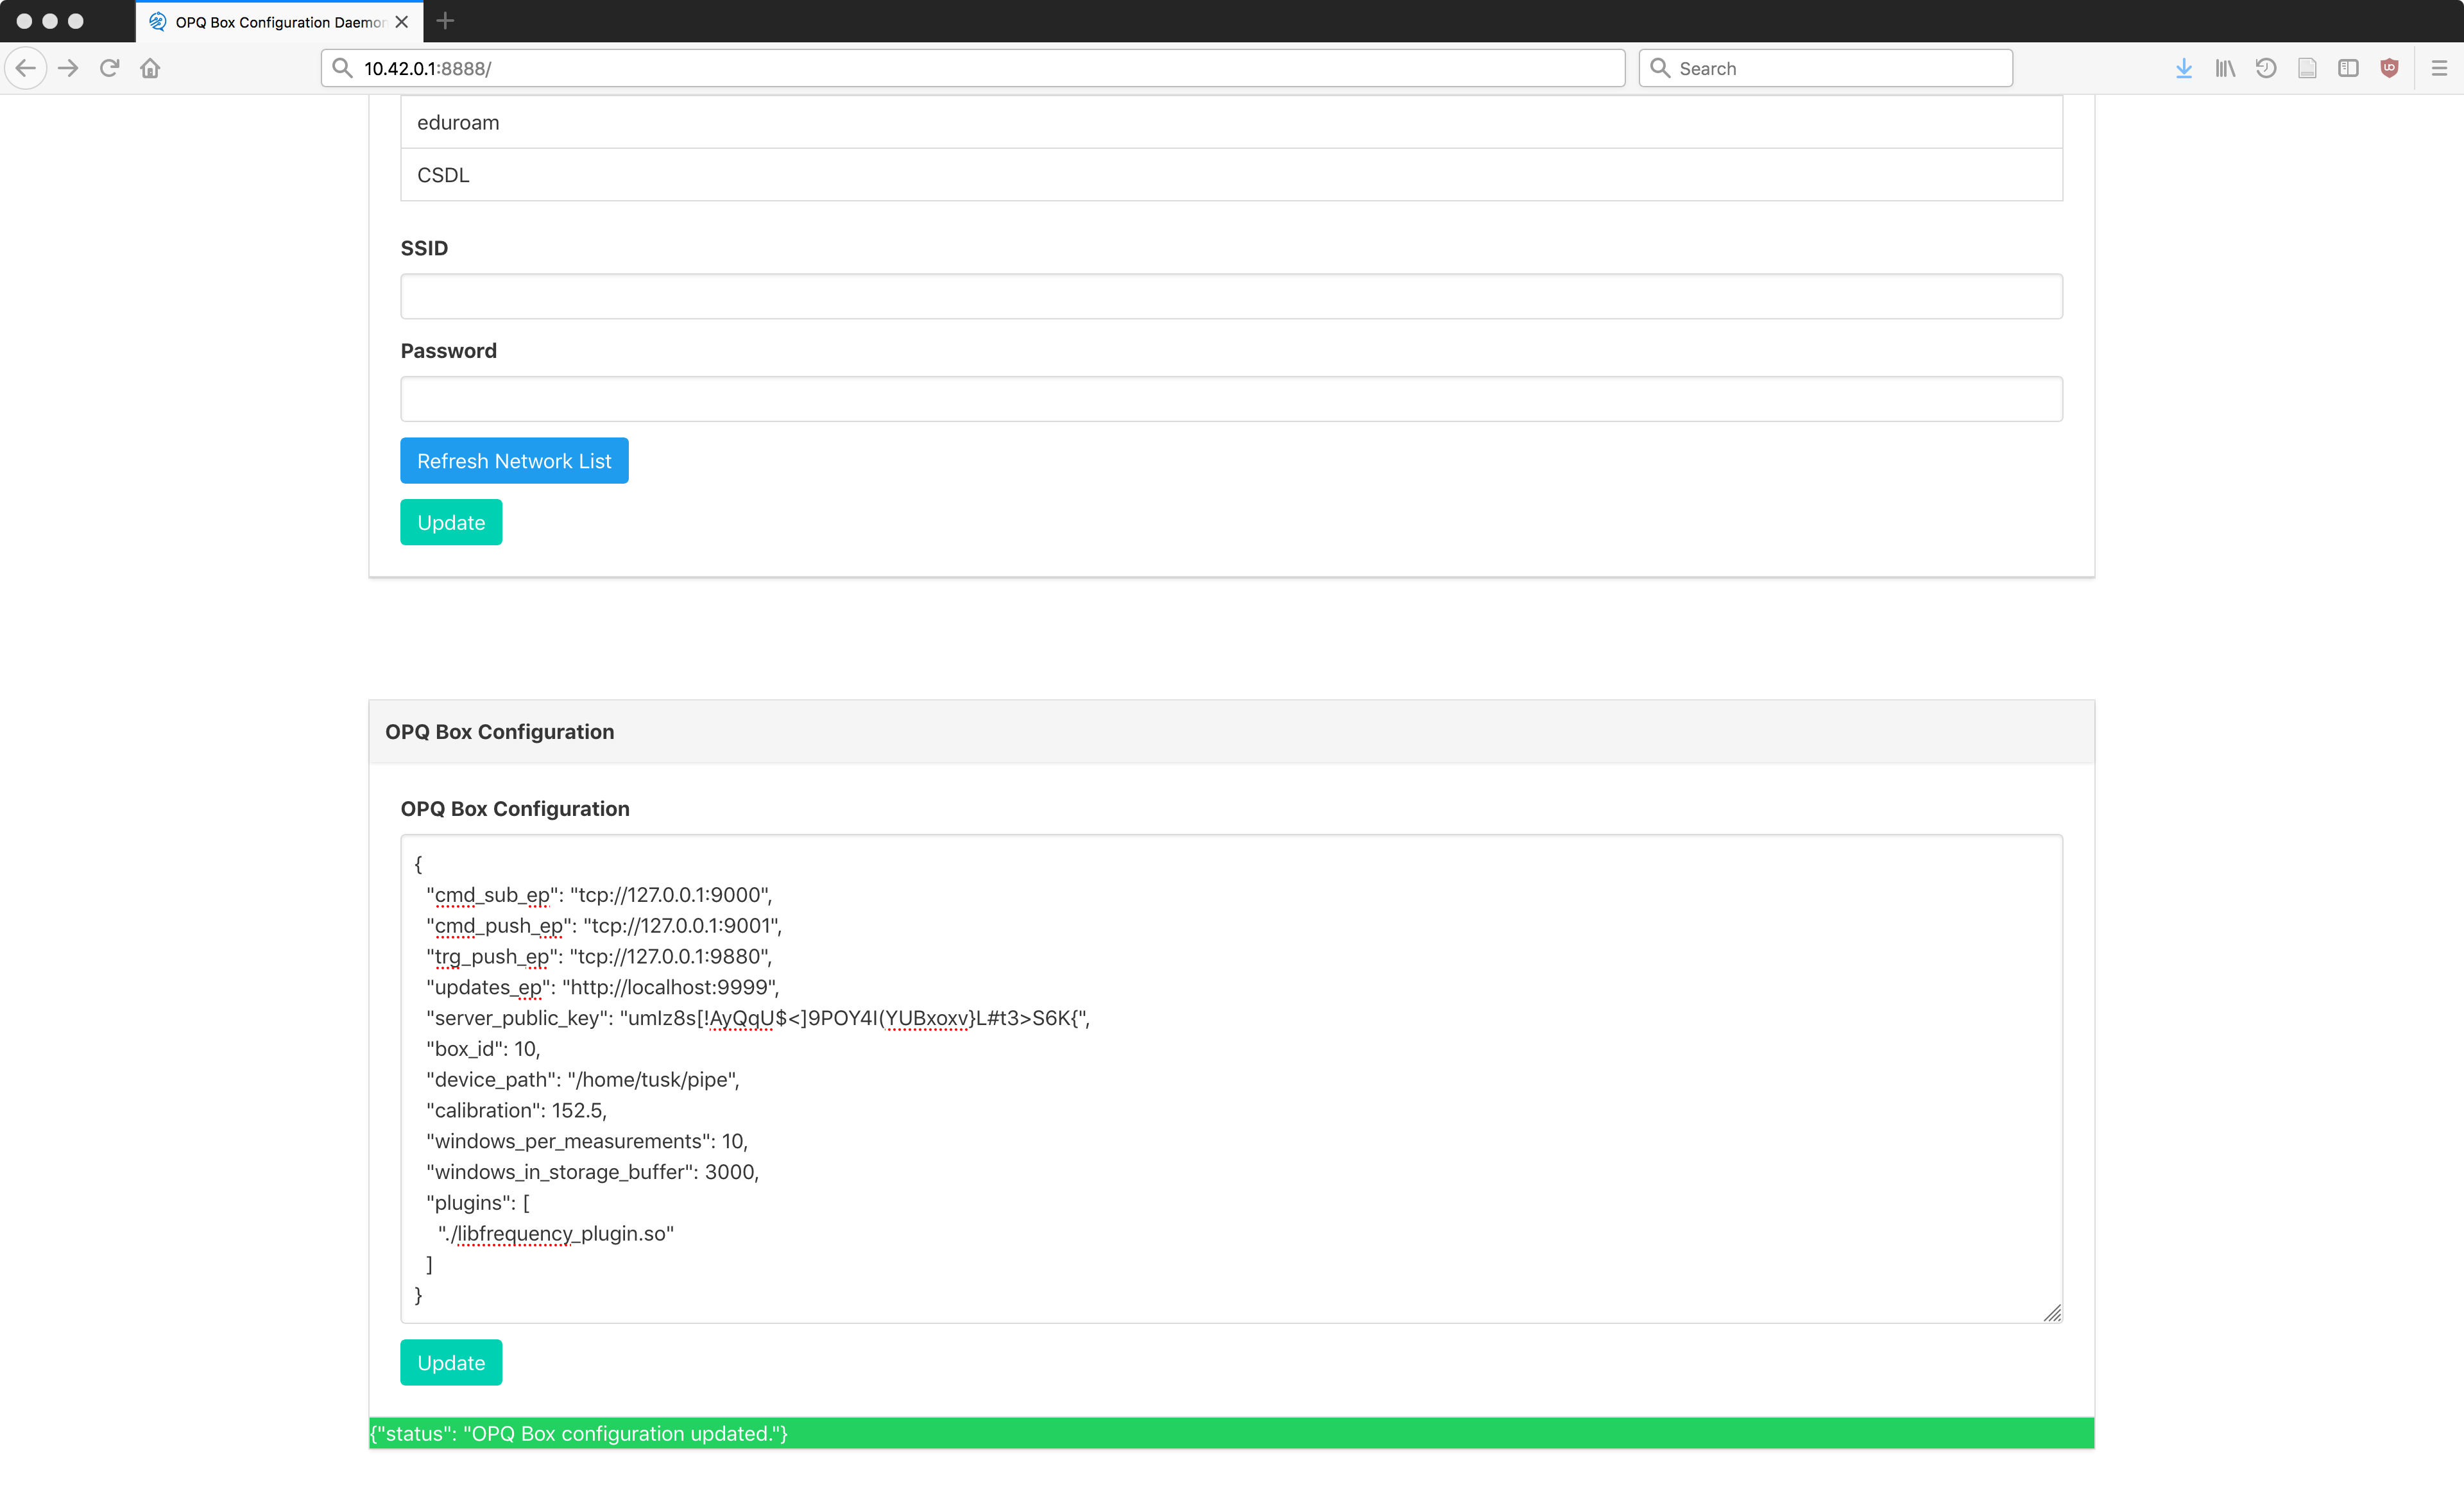 OPQ Box Configuration Daemon
10.42.0.1:8888/
Search
eduroam
CSDL
SSID
Password
Refresh Network List
Update
OPQ Box Configuration
OPQ Box Configuration
{
"cmd_sub_ep": "tcp://127.0.0.1:9000",
"cmd_push_ep": "tcp://127.0.0.1:9001",
"trg_push_ep": "tcp://127.0.0.1:9880",
"updates_ep": "http://localhost:9999",
"server_public_key": "umIz8s[!AyQqU$<]9POY4I(YUBxoxv}L#t3>S6K{",
"box_id": 10,
"device_path": "/home/tusk/pipe",
"calibration": 152.5,
"windows_per_measurements": 10,
"windows_in_storage_buffer": 3000,
"plugins": [
"./libfrequency_plugin.so"
]
}
Update
{"status": "OPQ Box configuration updated."}